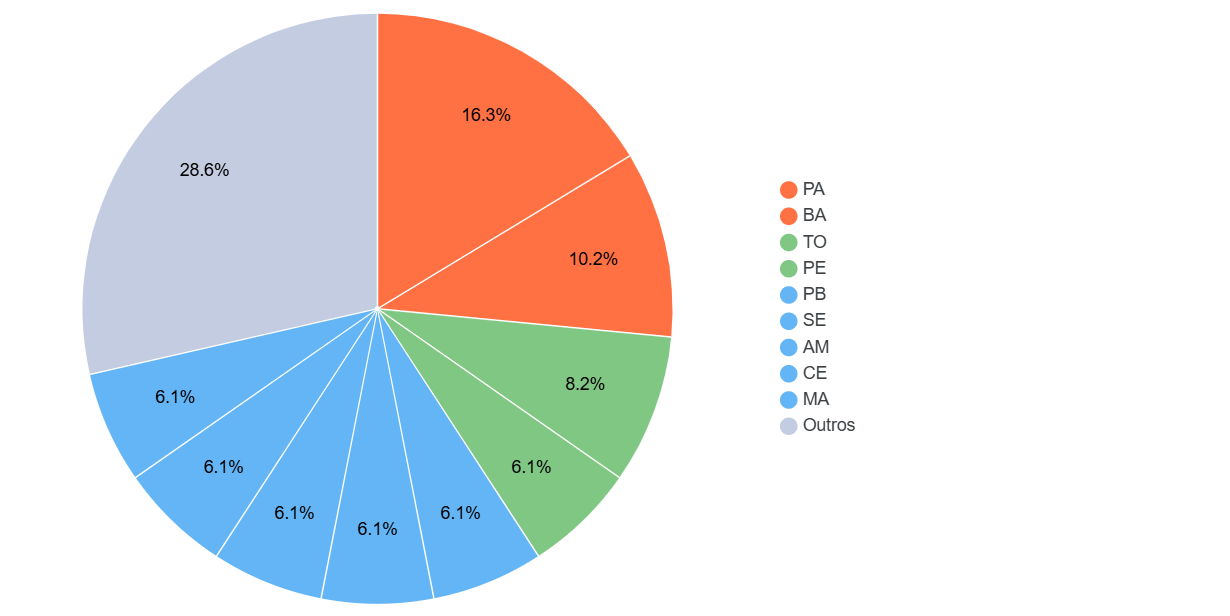 16.3%
28.6%
10.2%
8.2%
6.1%
6.1%
6.1%
6.1%
6.1%
6.1%
PA
BA
TO
PE
PB
SE
AM
CE
MA
Outros